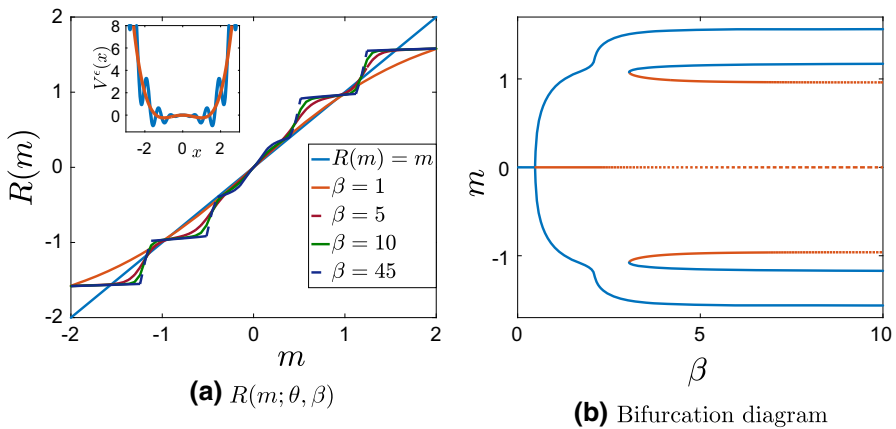 8
6
4
2
0
V^ϵ(x)
-2 0 x 2
2
1
0
-1
-2
R(m)
-2 -1 0 1 2
m
R(m) = m
β = 1
β = 5
β = 10
β = 45
(a) R(m; θ, β)
1
0
-1
m
0 5 10
β
(b) Bifurcation diagram